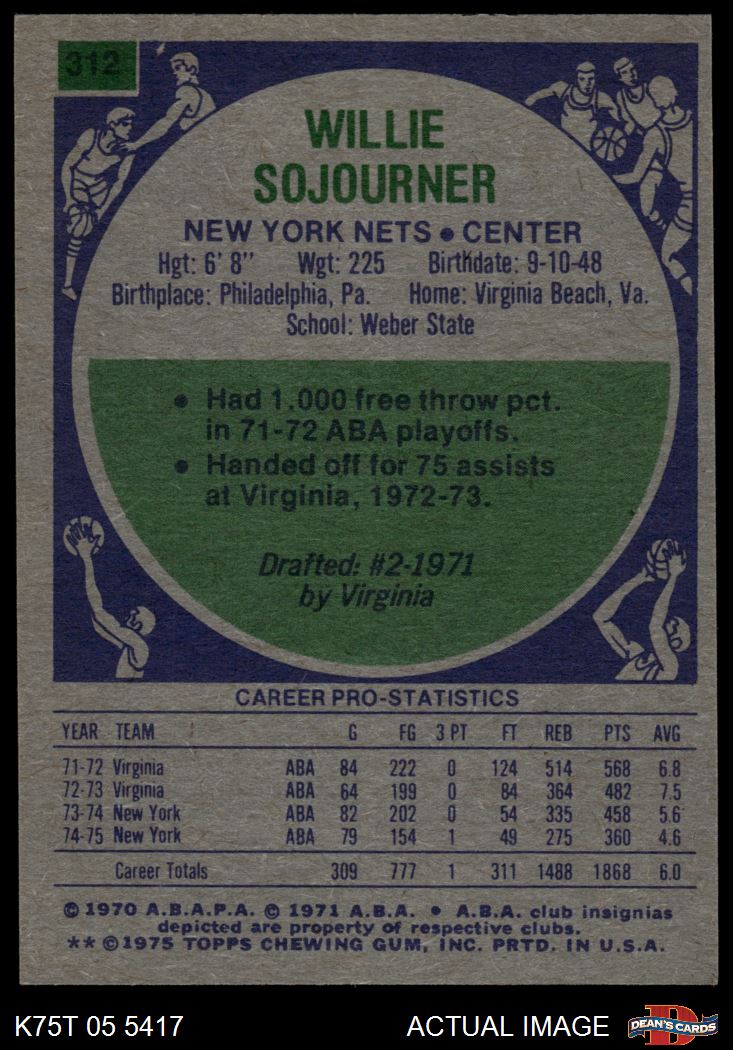 312
WILLIE
SOJOURNER
NEW YORK NETS • CENTER
Hgt: 6' 8" Wgt: 225 Birthdate: 9-10-48
Birthplace: Philadelphia, Pa. Home: Virginia Beach, Va.
School: Weber State
• Had 1.000 free throw pct.
in 71-72 ABA playoffs.
• Handed off for 75 assists
at Virginia, 1972-73.
Drafted: #2-1971
by Virginia
CAREER PRO-STATISTICS
YEAR TEAM G FG 3 PT FT REB PTS AVG
71-72 Virginia ABA 84 222 0 124 514 568 6.8
72-73 Virginia ABA 64 199 0 84 364 482 7.5
73-74 New York ABA 82 202 0 54 335 458 5.6
74-75 New York ABA 79 154 1 49 275 360 4.6
Career Totals 309 777 1 311 1488 1868 6.0
© 1970 A.B.A.P.A. © 1971 A.B.A. • A.B.A. club insignias
depicted are property of respective clubs.
** ©1975 TOPPS CHEWING GUM, INC. PRTD. IN U.S.A.
K75T 05 5417 ACTUAL IMAGE D DEAN'S CARDS